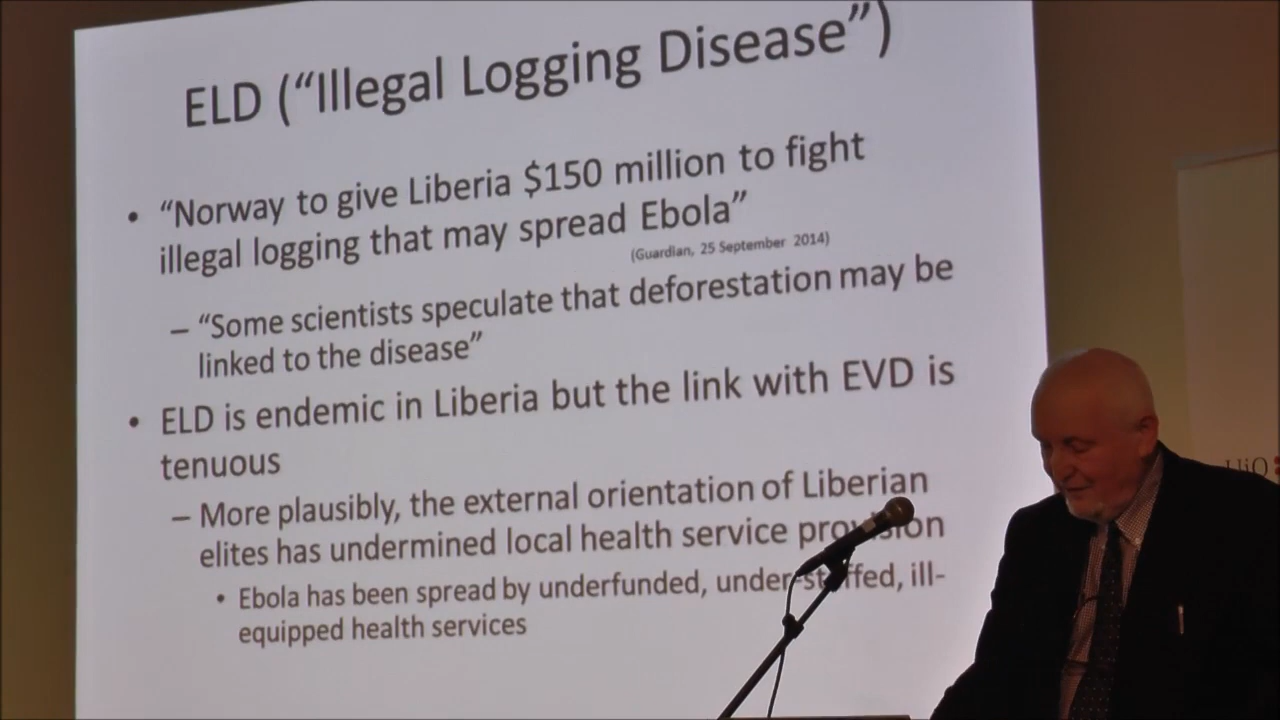 ELD (“Illegal Logging Disease”)
• “Norway to give Liberia $150 million to fight
illegal logging that may spread Ebola”
(Guardian, 25 September 2014)
– “Some scientists speculate that deforestation may be
linked to the disease”
• ELD is endemic in Liberia but the link with EVD is
tenuous
– More plausibly, the external orientation of Liberian
elites has undermined local health service provision
• Ebola has been spread by underfunded, under-staffed, ill-
equipped health services
UiO